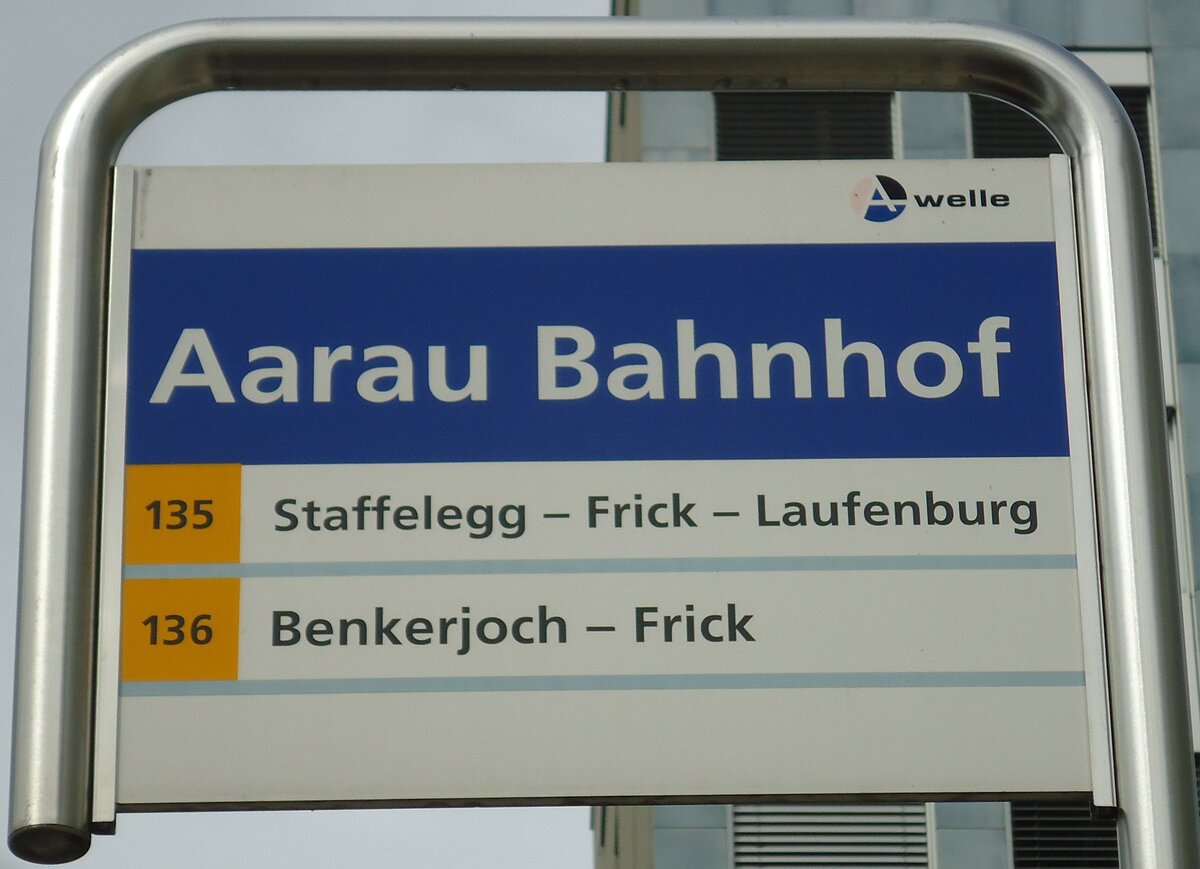 A-welle
Aarau Bahnhof
135 Staffelegg – Frick – Laufenburg
136 Benkerjoch – Frick